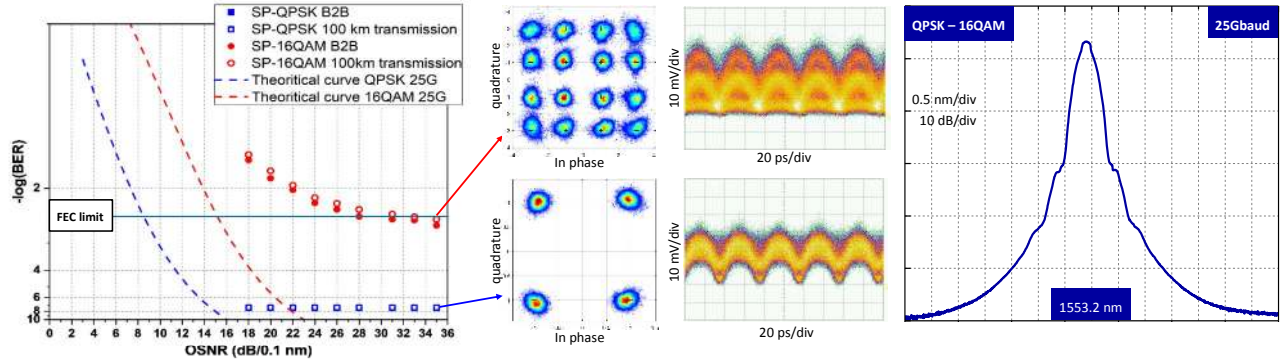 SP-QPSK B2B
SP-QPSK 100 km transmission
SP-16QAM B2B
SP-16QAM 100km transmission
Theoritical curve QPSK 25G
Theoritical curve 16QAM 25G
-log(BER)
2
FEC limit
4
6
8
10
0 2 4 6 8 10 12 14 16 18 20 22 24 26 28 30 32 34 36
OSNR (dB/0.1 nm)
quadrature
In phase
10 mV/div
20 ps/div
quadrature
In phase
10 mV/div
20 ps/div
QPSK – 16QAM
25Gbaud
0.5 nm/div
10 dB/div
1553.2 nm